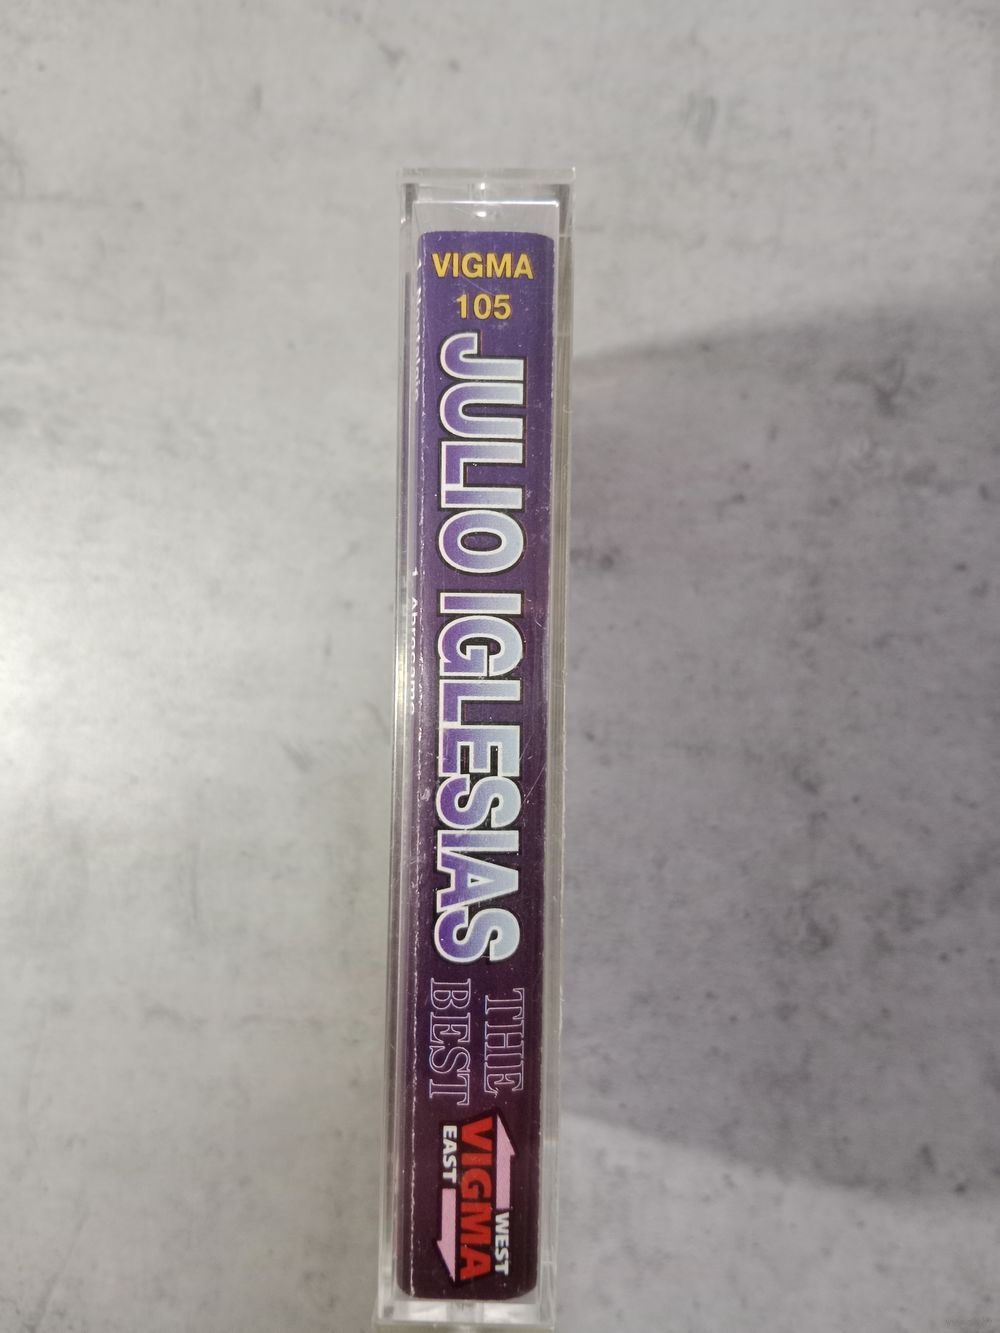 VIGMA
105
JULIO IGLESIAS
THE
BEST
WEST
VIGMA
EAST